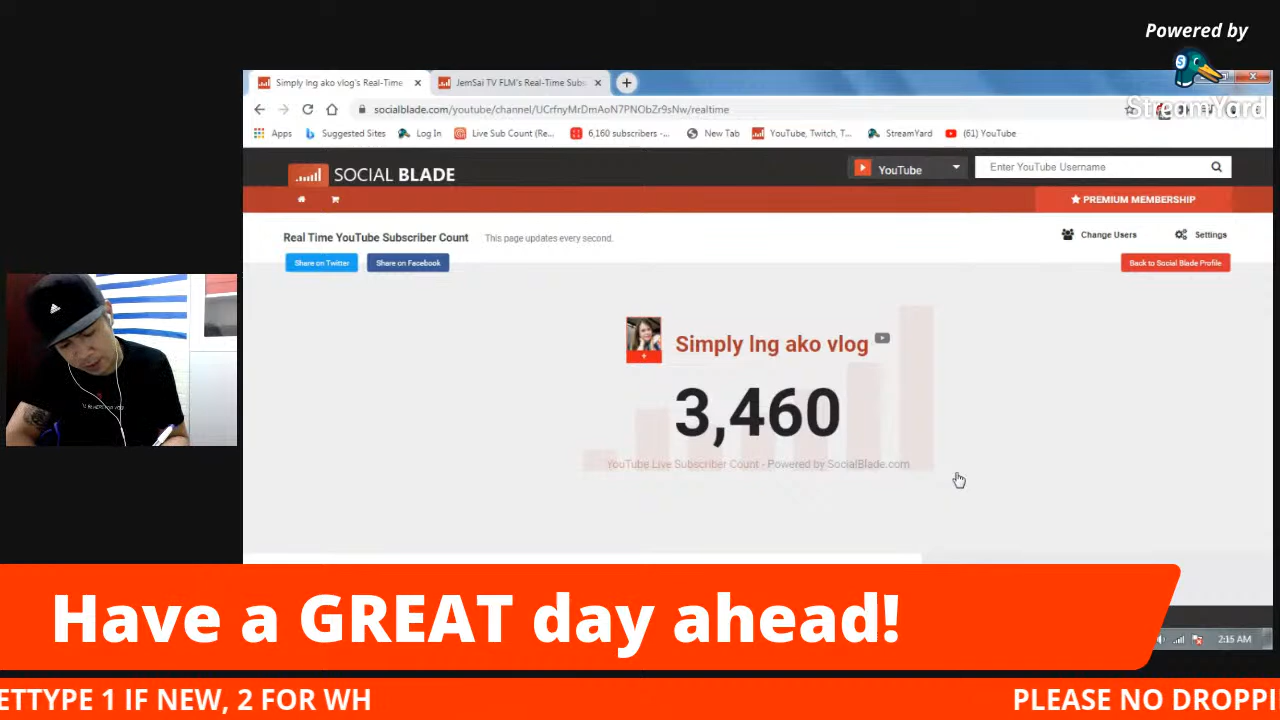 Powered by
StreamYard
Simply lng ako vlog's Real-Time
JemSai TV FLM's Real-Time Subs
socialblade.com/youtube/channel/UCrfnyMrDmAoN7PNObZr9sNw/realtime
Apps Suggested Sites Log In Live Sub Count (Re... 6,160 subscribers -... New Tab YouTube, Twitch, T... StreamYard (61) YouTube
SOCIAL BLADE
YouTube
Enter YouTube Username
PREMIUM MEMBERSHIP
Real Time YouTube Subscriber Count This page updates every second.
Change Users Settings
Share on Twitter Share on Facebook
Back to Social Blade Profile
Simply lng ako vlog
3,460
YouTube Live Subscriber Count - Powered by SocialBlade.com
Have a GREAT day ahead!
2:15 AM
ETTYPE 1 IF NEW, 2 FOR WH PLEASE NO DROPPI